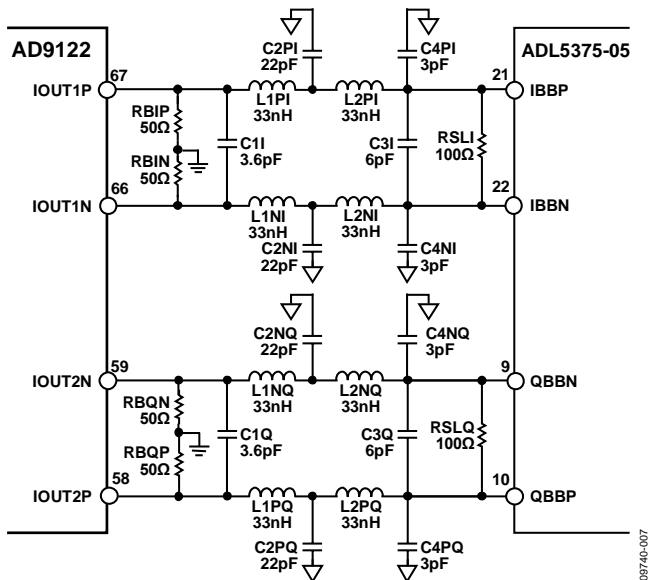 AD9122
ADL5375-05
C2PI
22pF
C4PI
3pF
67
21
IOUT1P
IBBP
RBIP
50Ω
RBIN
50Ω
L1PI
33nH
L2PI
33nH
C1I
3.6pF
C3I
6pF
RSLI
100Ω
66
22
IOUT1N
IBBN
L1NI
33nH
L2NI
33nH
C2NI
22pF
C4NI
3pF
C2NQ
22pF
C4NQ
3pF
59
9
IOUT2N
QBBN
RBQN
50Ω
RBQP
50Ω
L1NQ
33nH
L2NQ
33nH
C1Q
3.6pF
C3Q
6pF
RSLQ
100Ω
58
10
IOUT2P
QBBP
L1PQ
33nH
L2PQ
33nH
C2PQ
22pF
C4PQ
3pF
09740-007